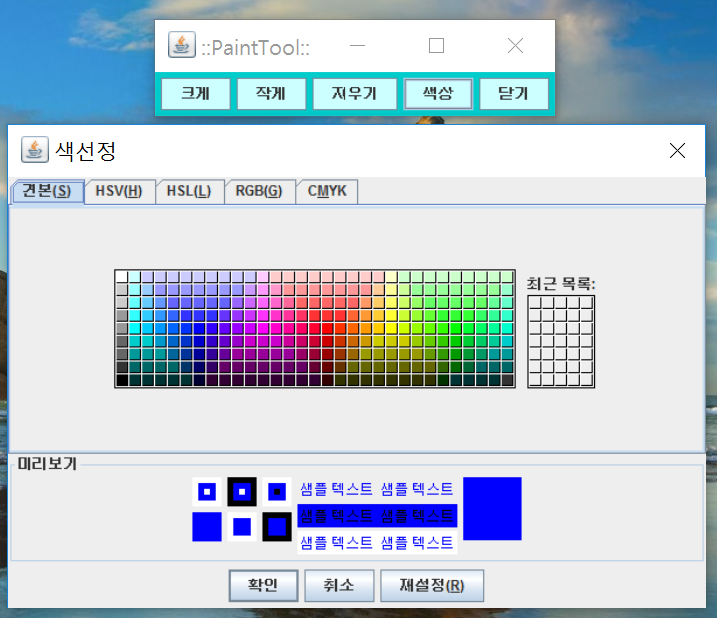 ::PaintTool::
크게 작게 저우기 색상 닫기
색선정
견본(S) HSV(H) HSL(L) RGB(G) CMYK
최근 목록:
미리보기
샘플 텍스트 샘플 텍스트
샘플 텍스트 샘플 텍스트
샘플 텍스트 샘플 텍스트
확인 취소 재설정(R)